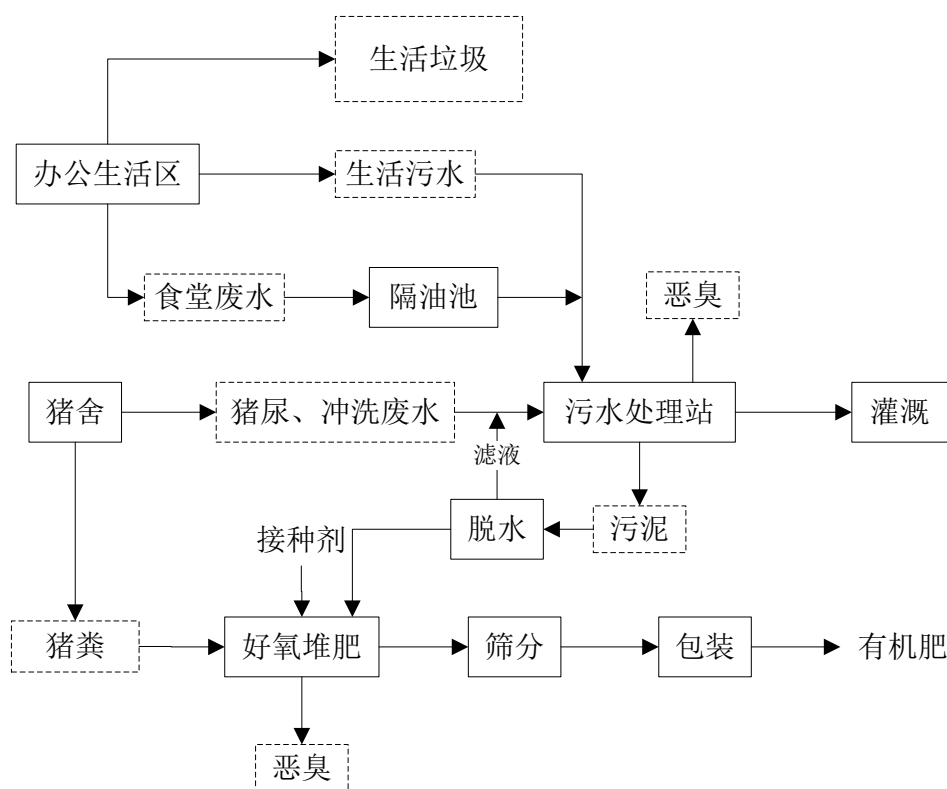 生活垃圾
办公生活区
生活污水
食堂废水
隔油池
恶臭
猪舍
猪尿、冲洗废水
污水处理站
灌溉
滤液
接种剂
脱水
污泥
猪粪
好氧堆肥
筛分
包装
有机肥
恶臭